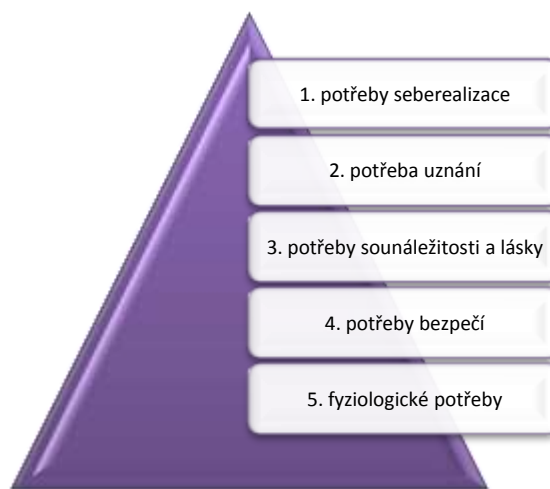 1. potřeby seberealizace
2. potřeba uznání
3. potřeby sounáležitosti a lásky
4. potřeby bezpečí
5. fyziologické potřeby